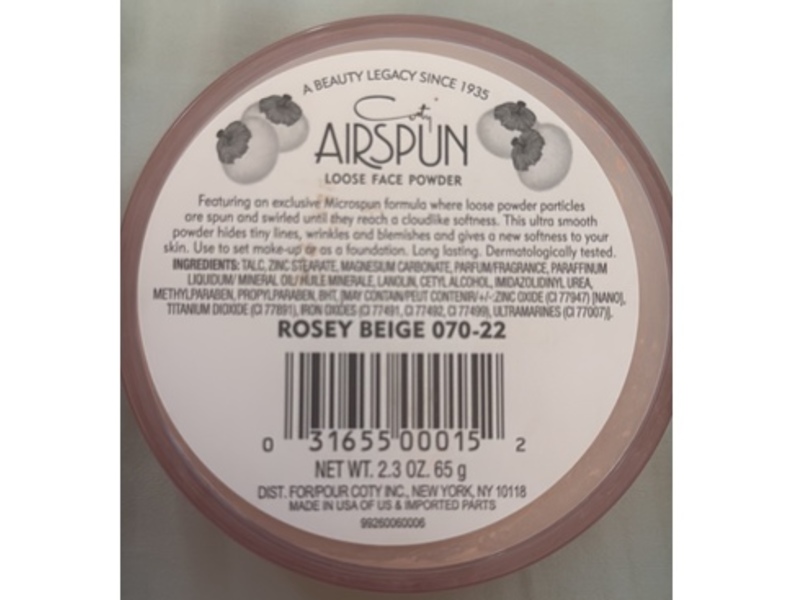 A BEAUTY LEGACY SINCE 1935
Coty
AIRSPUN
LOOSE FACE POWDER
Featuring an exclusive Microspun formula where loose powder particles
are spun and swirled until they reach a cloudlike softness. This ultra smooth
powder hides tiny lines, wrinkles and blemishes and gives a new softness to your
skin. Use to set make-up or as a foundation. Long lasting. Dermatologically tested.
INGREDIENTS: TALC, ZINC STEARATE, MAGNESIUM CARBONATE, PARFUM/FRAGRANCE, PARAFFINUM
LIQUIDUM/ MINERAL OIL/ HUILE MINERALE, LANOLIN, CETYL ALCOHOL, IMIDAZOLIDINYL UREA,
METHYLPARABEN, PROPYLPARABEN, BHT, [MAY CONTAIN/PEUT CONTENIR/+/-:ZINC OXIDE (CI 77947) [NANO],
TITANIUM DIOXIDE (CI 77891), IRON OXIDES (CI 77491, CI 77492, CI 77499), ULTRAMARINES (CI 77007)].
ROSEY BEIGE 070-22
0 31655 00015 2
NET WT. 2.3 OZ. 65 g
DIST. FOR/POUR COTY INC., NEW YORK, NY 10118
MADE IN USA OF US & IMPORTED PARTS
99260060006